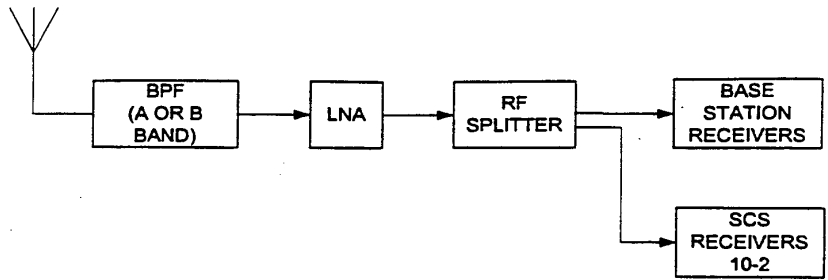 BPF
(A OR B
BAND)
LNA
RF
SPLITTER
BASE
STATION
RECEIVERS
SCS
RECEIVERS
10-2